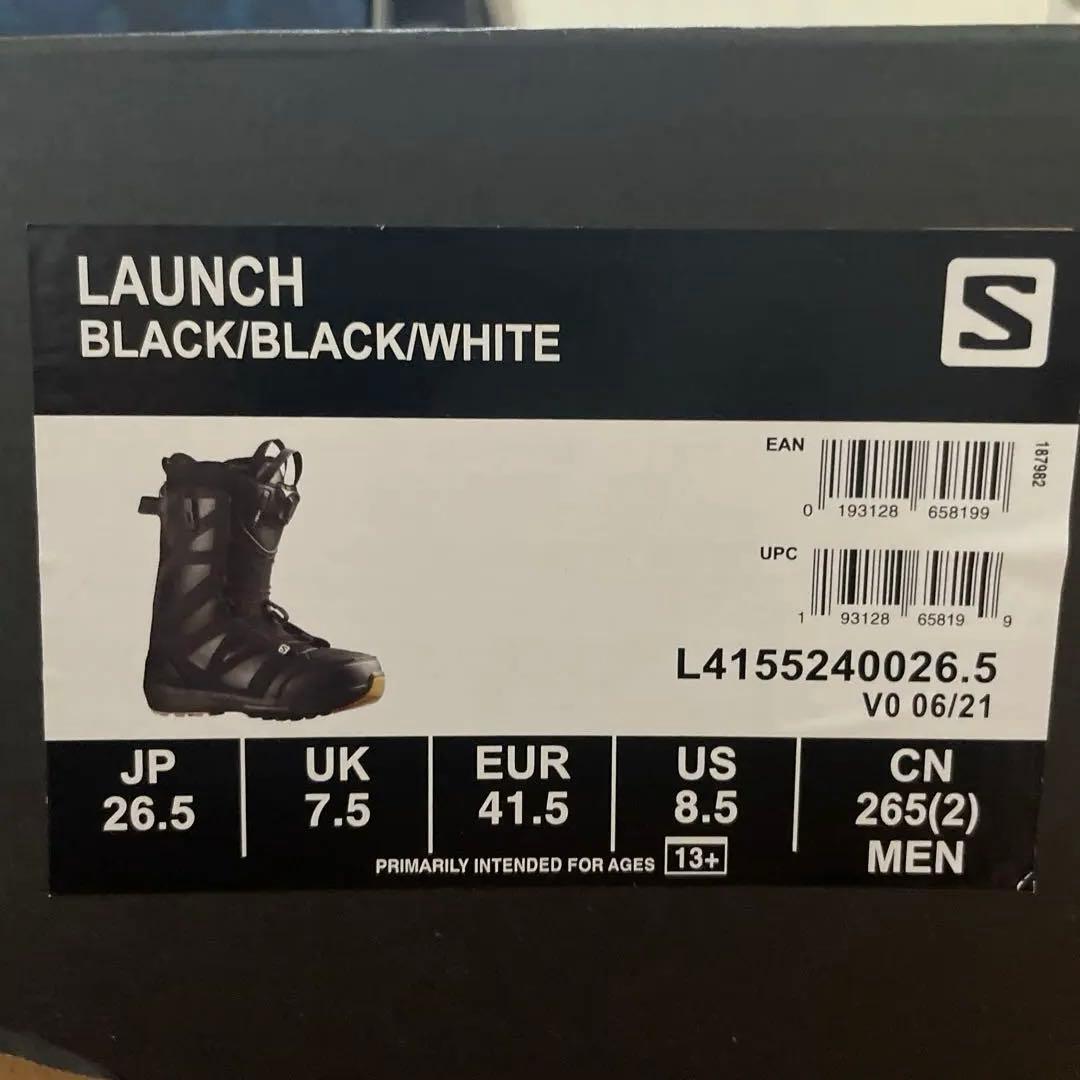 LAUNCH
BLACK/BLACK/WHITE
S
EAN
0 193128 658199
187982
UPC
1 93128 65819 9
L4155240026.5
V0 06/21
JP
26.5
UK
7.5
EUR
41.5
US
8.5
CN
265(2)
MEN
PRIMARILY INTENDED FOR AGES 13+